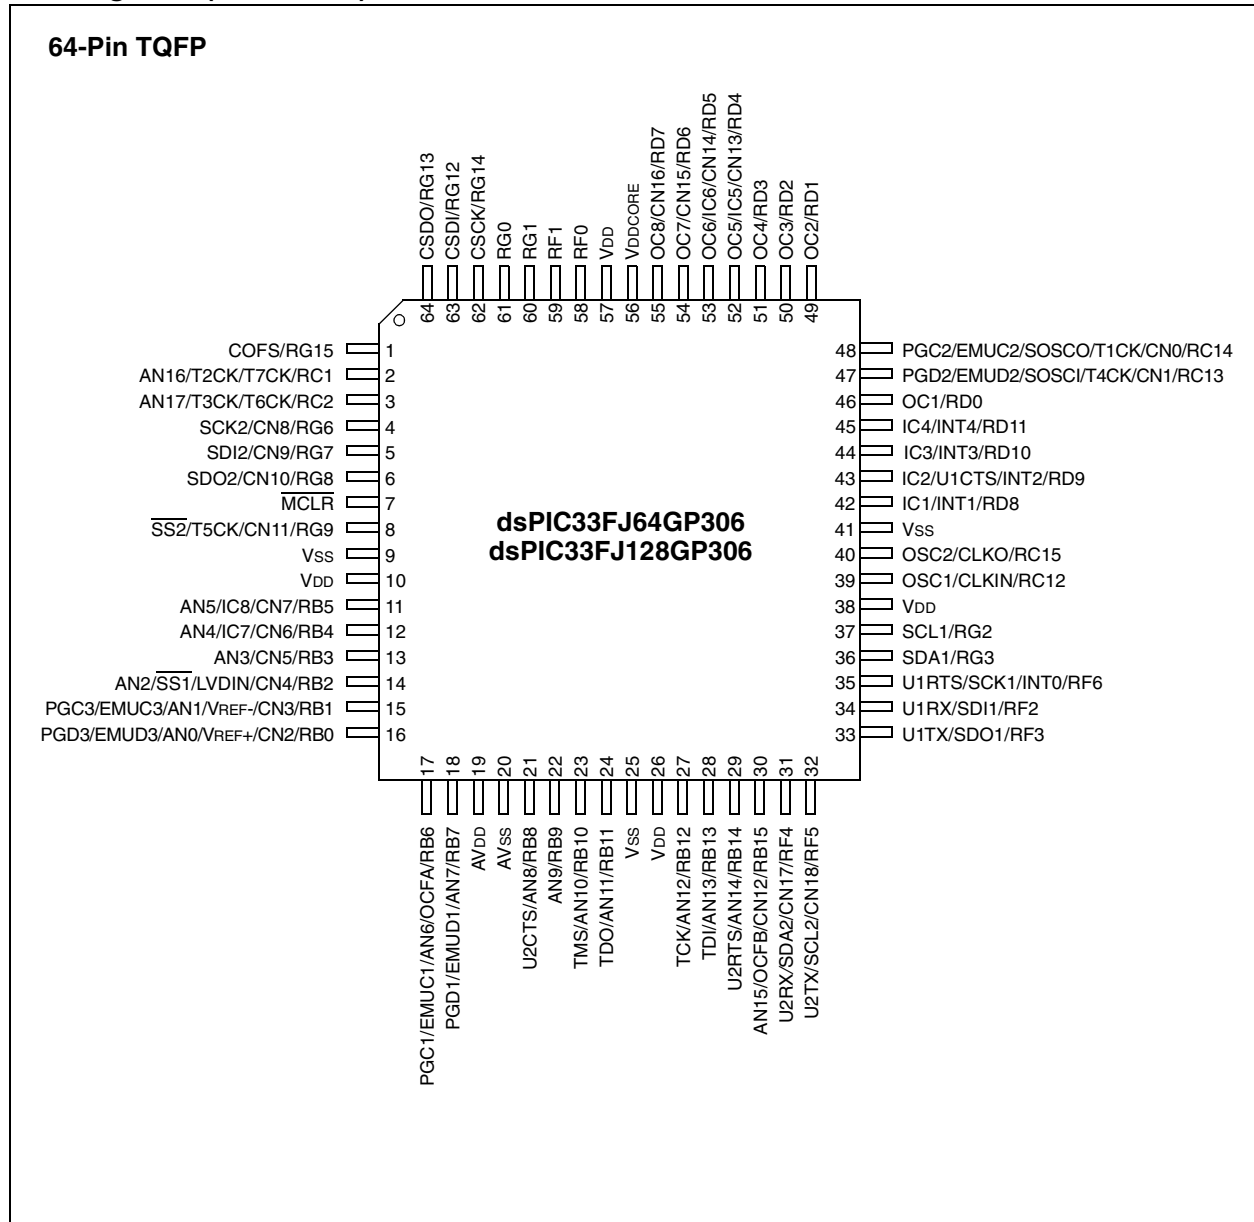 64-Pin TQFP
CSDO/RG13
CSDI/RG12
CSCK/RG14
RG0
RG1
RF1
RF0
VDD
VDDCORE
OC8/CN16/RD7
OC7/CN15/RD6
OC6/IC6/CN14/RD5
OC5/IC5/CN13/RD4
OC4/RD3
OC3/RD2
OC2/RD1
64 63 62 61 60 59 58 57 56 55 54 53 52 51 50 49
COFS/RG15 1
AN16/T2CK/T7CK/RC1 2
AN17/T3CK/T6CK/RC2 3
SCK2/CN8/RG6 4
SDI2/CN9/RG7 5
SDO2/CN10/RG8 6
MCLR 7
SS2/T5CK/CN11/RG9 8
VSS 9
VDD 10
AN5/IC8/CN7/RB5 11
AN4/IC7/CN6/RB4 12
AN3/CN5/RB3 13
AN2/SS1/LVDIN/CN4/RB2 14
PGC3/EMUC3/AN1/VREF-/CN3/RB1 15
PGD3/EMUD3/AN0/VREF+/CN2/RB0 16
dsPIC33FJ64GP306
dsPIC33FJ128GP306
48 PGC2/EMUC2/SOSCO/T1CK/CN0/RC14
47 PGD2/EMUD2/SOSCI/T4CK/CN1/RC13
46 OC1/RD0
45 IC4/INT4/RD11
44 IC3/INT3/RD10
43 IC2/U1CTS/INT2/RD9
42 IC1/INT1/RD8
41 VSS
40 OSC2/CLKO/RC15
39 OSC1/CLKIN/RC12
38 VDD
37 SCL1/RG2
36 SDA1/RG3
35 U1RTS/SCK1/INT0/RF6
34 U1RX/SDI1/RF2
33 U1TX/SDO1/RF3
17 18 19 20 21 22 23 24 25 26 27 28 29 30 31 32
PGC1/EMUC1/AN6/OCFA/RB6
PGD1/EMUD1/AN7/RB7
AVDD
AVSS
U2CTS/AN8/RB8
AN9/RB9
TMS/AN10/RB10
TDO/AN11/RB11
VSS
VDD
TCK/AN12/RB12
TDI/AN13/RB13
U2RTS/AN14/RB14
AN15/OCFB/CN12/RB15
U2RX/SDA2/CN17/RF4
U2TX/SCL2/CN18/RF5